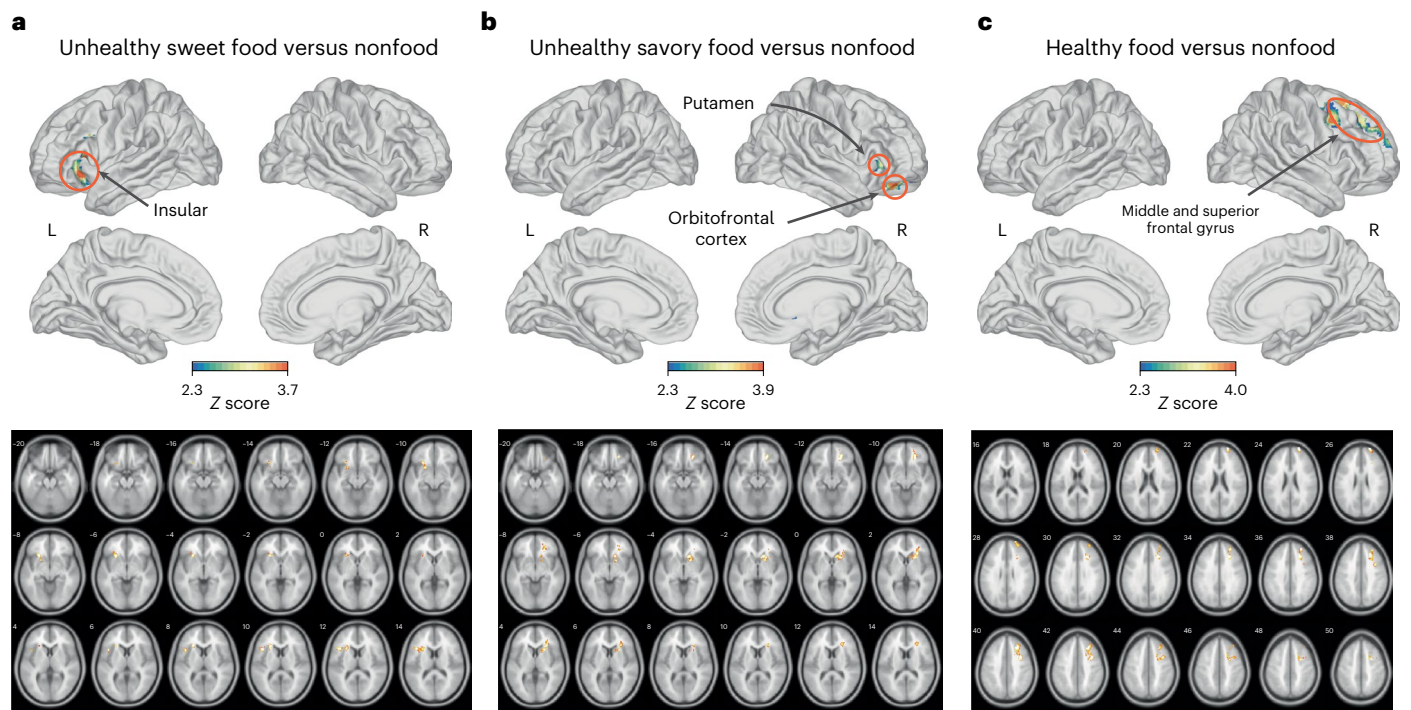 a
Unhealthy sweet food versus nonfood
Insular
L
R
2.3
3.7
Z score
-20
-18
-16
-14
-12
-10
-8
-6
-4
-2
0
2
4
6
8
10
12
14
b
Unhealthy savory food versus nonfood
Putamen
Orbitofrontal
cortex
L
R
2.3
3.9
Z score
-20
-18
-16
-14
-12
-10
-8
-6
-4
-2
0
2
4
6
8
10
12
14
c
Healthy food versus nonfood
Middle and superior
frontal gyrus
L
R
2.3
4.0
Z score
16
18
20
22
24
26
28
30
32
34
36
38
40
42
44
46
48
50